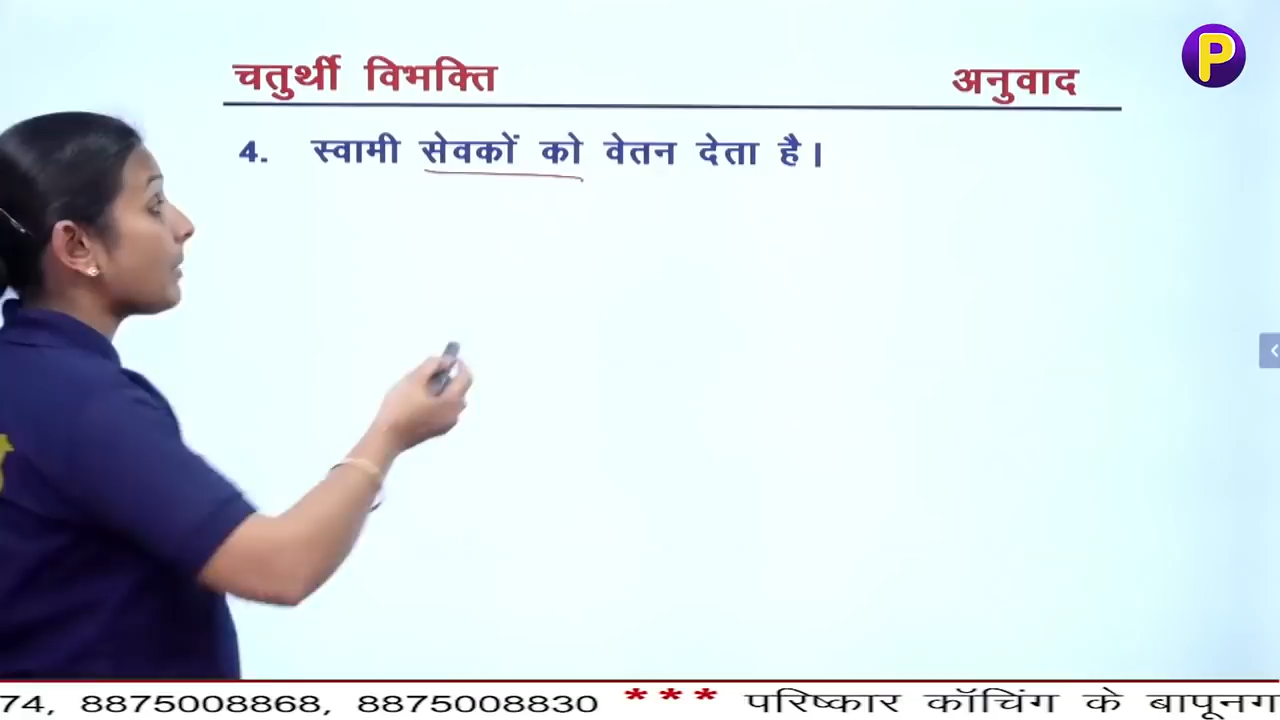 P
चतुर्थी विभक्ति अनुवाद
4. स्वामी सेवकों को वेतन देता है।
74, 8875008868, 8875008830 *** परिष्कार कॉचिंग के बापूनग